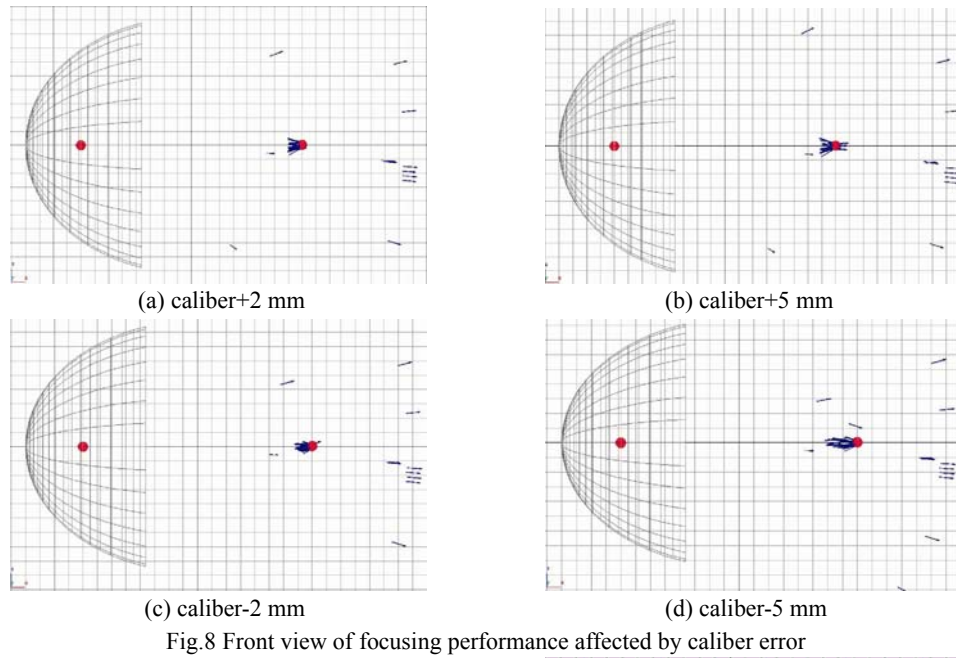 (a) caliber+2 mm
(b) caliber+5 mm
(c) caliber-2 mm
(d) caliber-5 mm
Fig.8 Front view of focusing performance affected by caliber error